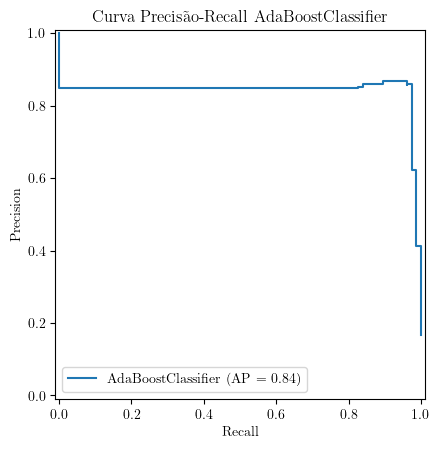 Curva Precisão-Recall AdaBoostClassifier
1.0
0.8
0.6
0.4
0.2
0.0
Precision
AdaBoostClassifier (AP = 0.84)
0.0 0.2 0.4 0.6 0.8 1.0
Recall